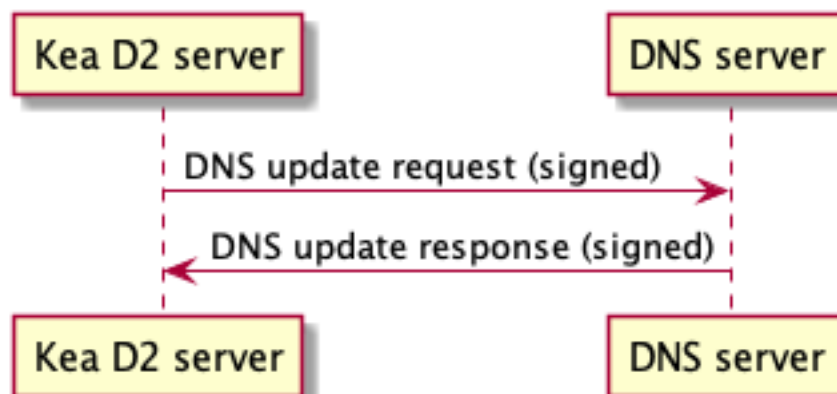 Kea D2 server
DNS server
DNS update request (signed)
DNS update response (signed)
Kea D2 server
DNS server